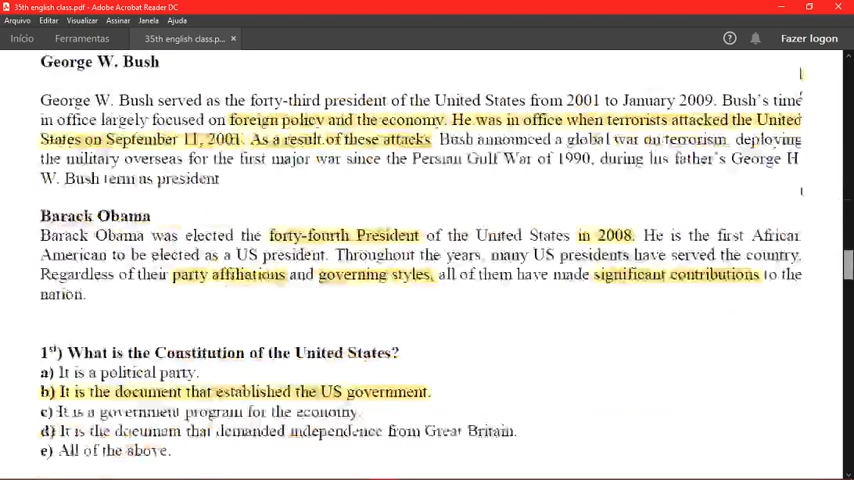 35th english class.pdf - Adobe Acrobat Reader DC
Arquivo Editar Visualizar Assinar Janela Ajuda
Início Ferramentas 35th english class.p... × Fazer logon
George W. Bush
George W. Bush served as the forty-third president of the United States from 2001 to January 2009. Bush's time
in office largely focused on foreign policy and the economy. He was in office when terrorists attacked the United
States on September 11, 2001. As a result of these attacks Bush announced a global war on terrorism deploying
the military overseas for the first major war since the Persian Gulf War of 1990, during his father's George H
W. Bush term as president
Barack Obama
Barack Obama was elected the forty-fourth President of the United States in 2008. He is the first African
American to be elected as a US president. Throughout the years, many US presidents have served the country.
Regardless of their party affiliations and governing styles, all of them have made significant contributions to the
nation.
1st) What is the Constitution of the United States?
a) It is a political party.
b) It is the document that established the US government.
c) It is a government program for the economy.
d) It is the documam that demanded independence from Great Britain.
e) All of the above.